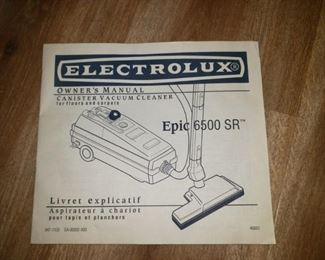 ELECTROLUX®
OWNER'S MANUAL
CANISTER VACUUM CLEANER
for floors and carpets
Epic 6500 SR™
Livret explicatif
Aspirateur à chariot
pour tapis et planchers